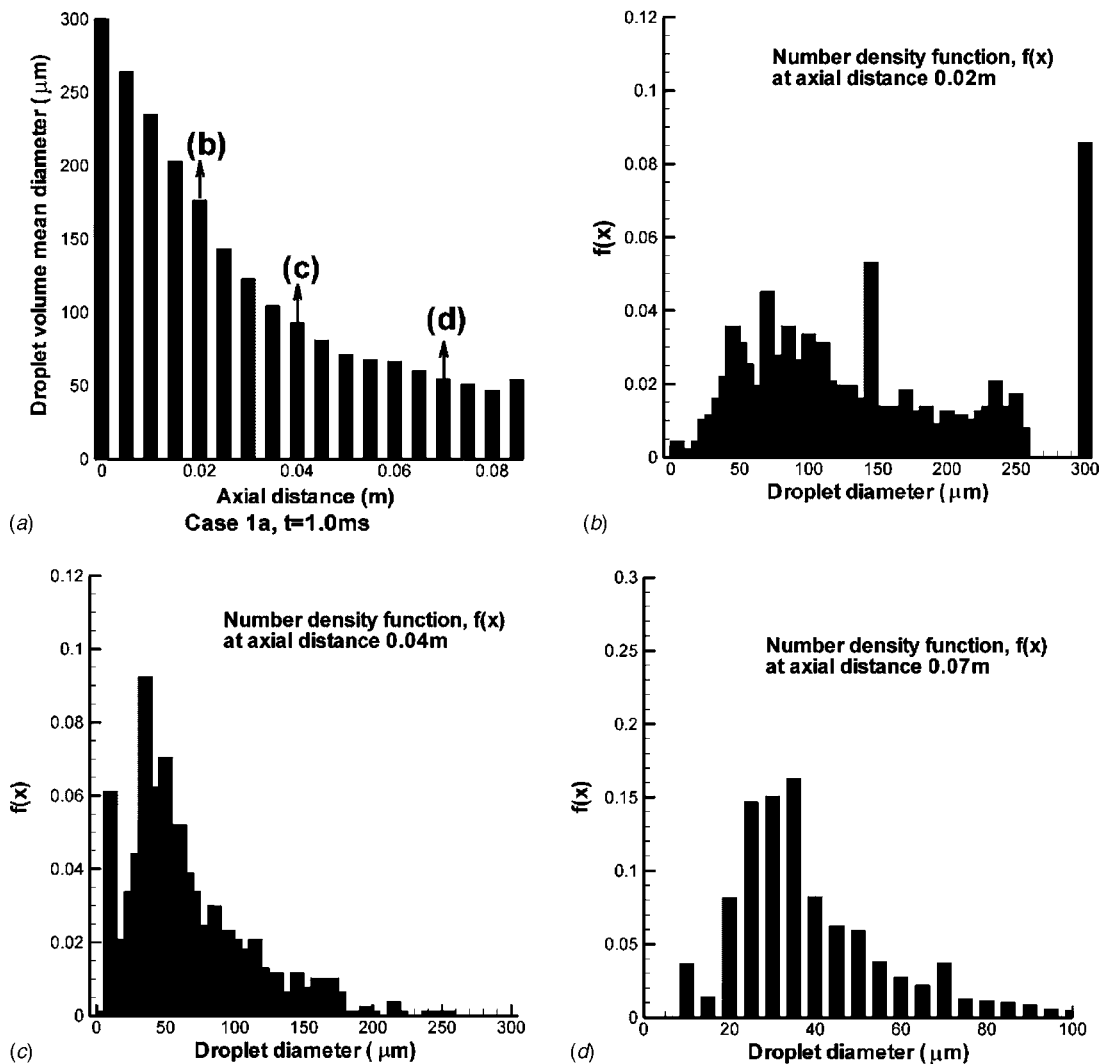 300
250
200
150
100
50
0
Droplet volume mean diameter ( μm)
(b)
(c)
(d)
0 0.02 0.04 0.06 0.08
Axial distance (m)
(a) Case 1a, t=1.0ms
0.12
0.1
0.08
0.06
0.04
0.02
0
f(x)
Number density function, f(x)
at axial distance 0.02m
0 50 100 150 200 250 300
Droplet diameter ( μm)
(b)
0.12
0.1
0.08
0.06
0.04
0.02
0
f(x)
Number density function, f(x)
at axial distance 0.04m
0 50 100 150 200 250 300
(c) Droplet diameter ( μm)
0.3
0.25
0.2
0.15
0.1
0.05
0
f(x)
Number density function, f(x)
at axial distance 0.07m
0 20 40 60 80 100
(d) Droplet diameter ( μm)